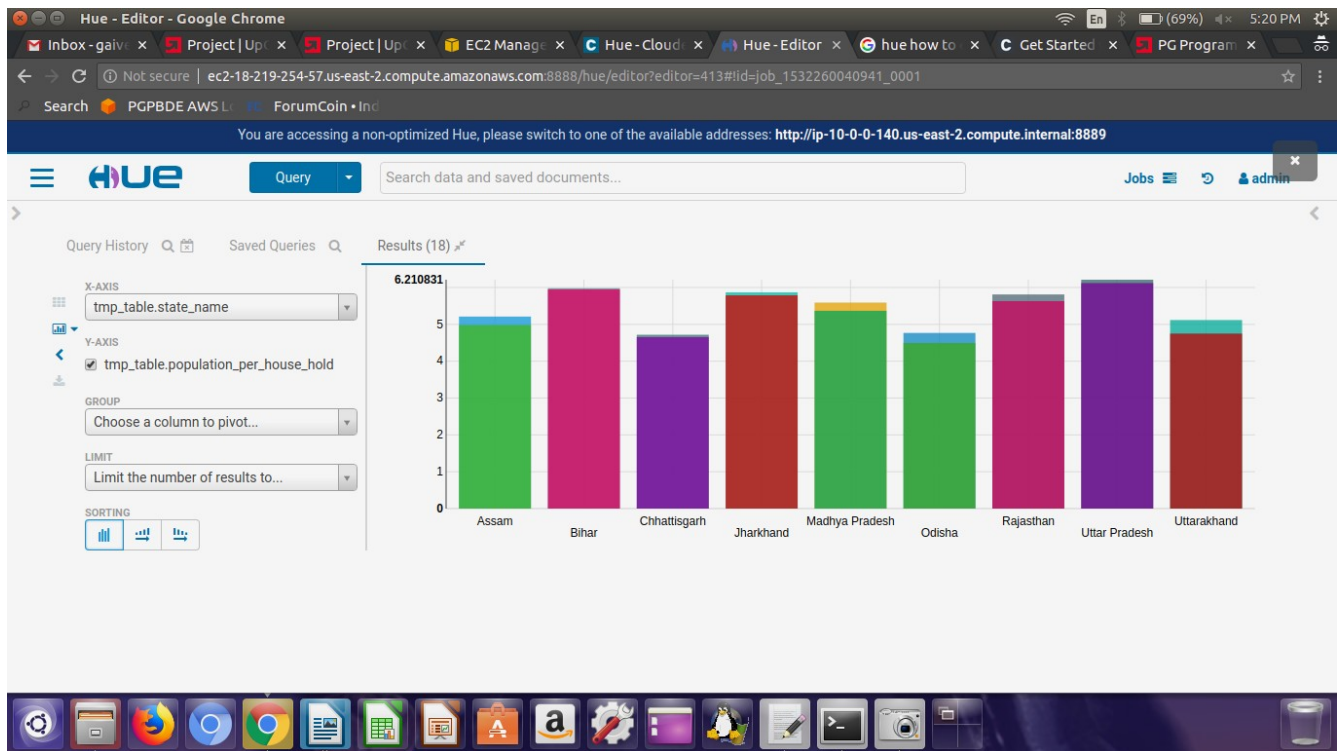 Hue - Editor - Google Chrome En (69%) 5:20 PM
Inbox - gaiv Project | Up Project | Up EC2 Manage Hue - Cloud Hue - Editor hue how to Get Started PG Program
Not secure | ec2-18-219-254-57.us-east-2.compute.amazonaws.com:8888/hue/editor?editor=413#!id=job_1532260040941_0001
Search PGPBDE AWS L ForumCoin • Ind
You are accessing a non-optimized Hue, please switch to one of the available addresses: http://ip-10-0-0-140.us-east-2.compute.internal:8889
HUE Query Search data and saved documents... Jobs admin
Query History Saved Queries Results (18)
X-AXIS
tmp_table.state_name
Y-AXIS
tmp_table.population_per_house_hold
GROUP
Choose a column to pivot...
LIMIT
Limit the number of results to...
SORTING
6.210831
5
4
3
2
1
0
Assam Bihar Chhattisgarh Jharkhand Madhya Pradesh Odisha Rajasthan Uttar Pradesh Uttarakhand